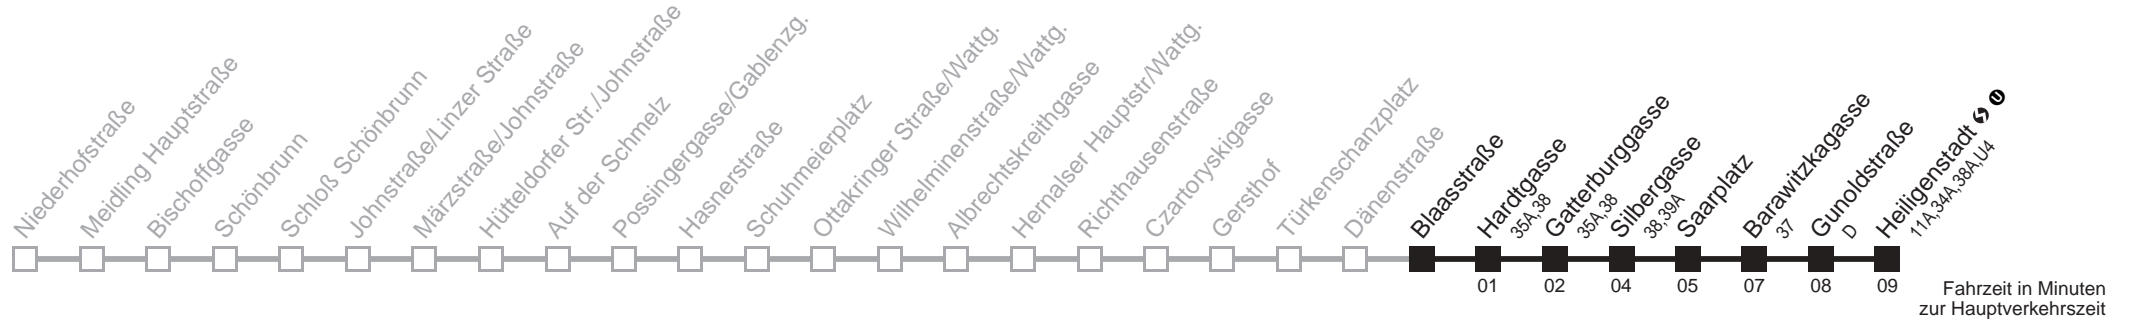 Niederhofstraße
Meidling Hauptstraße
Bischoffgasse
Schönbrunn
Schloß Schönbrunn
Johnstraße/Linzer Straße
Märzstraße/Johnstraße
Hütteldorfer Str./Johnstraße
Auf der Schmelz
Possingergasse/Gablenzg.
Hasnerstraße
Schuhmeierplatz
Ottakringer Straße/Wattg.
Wilhelminenstraße/Wattg.
Albrechtskreithgasse
Hernalser Hauptstr/Wattg.
Richthausenstraße
Czartoryskigasse
Gersthof
Türkenschanzplatz
Dänenstraße
Blaasstraße
Hardtgasse
35A,38
Gatterburggasse
35A,38
Silbergasse
38,39A
Saarplatz
Barawitzkagasse
37
Gunoldstraße
D
Heiligenstadt S U
11A,34A,38A,U4
01 02 04 05 07 08 09
Fahrzeit in Minuten
zur Hauptverkehrszeit